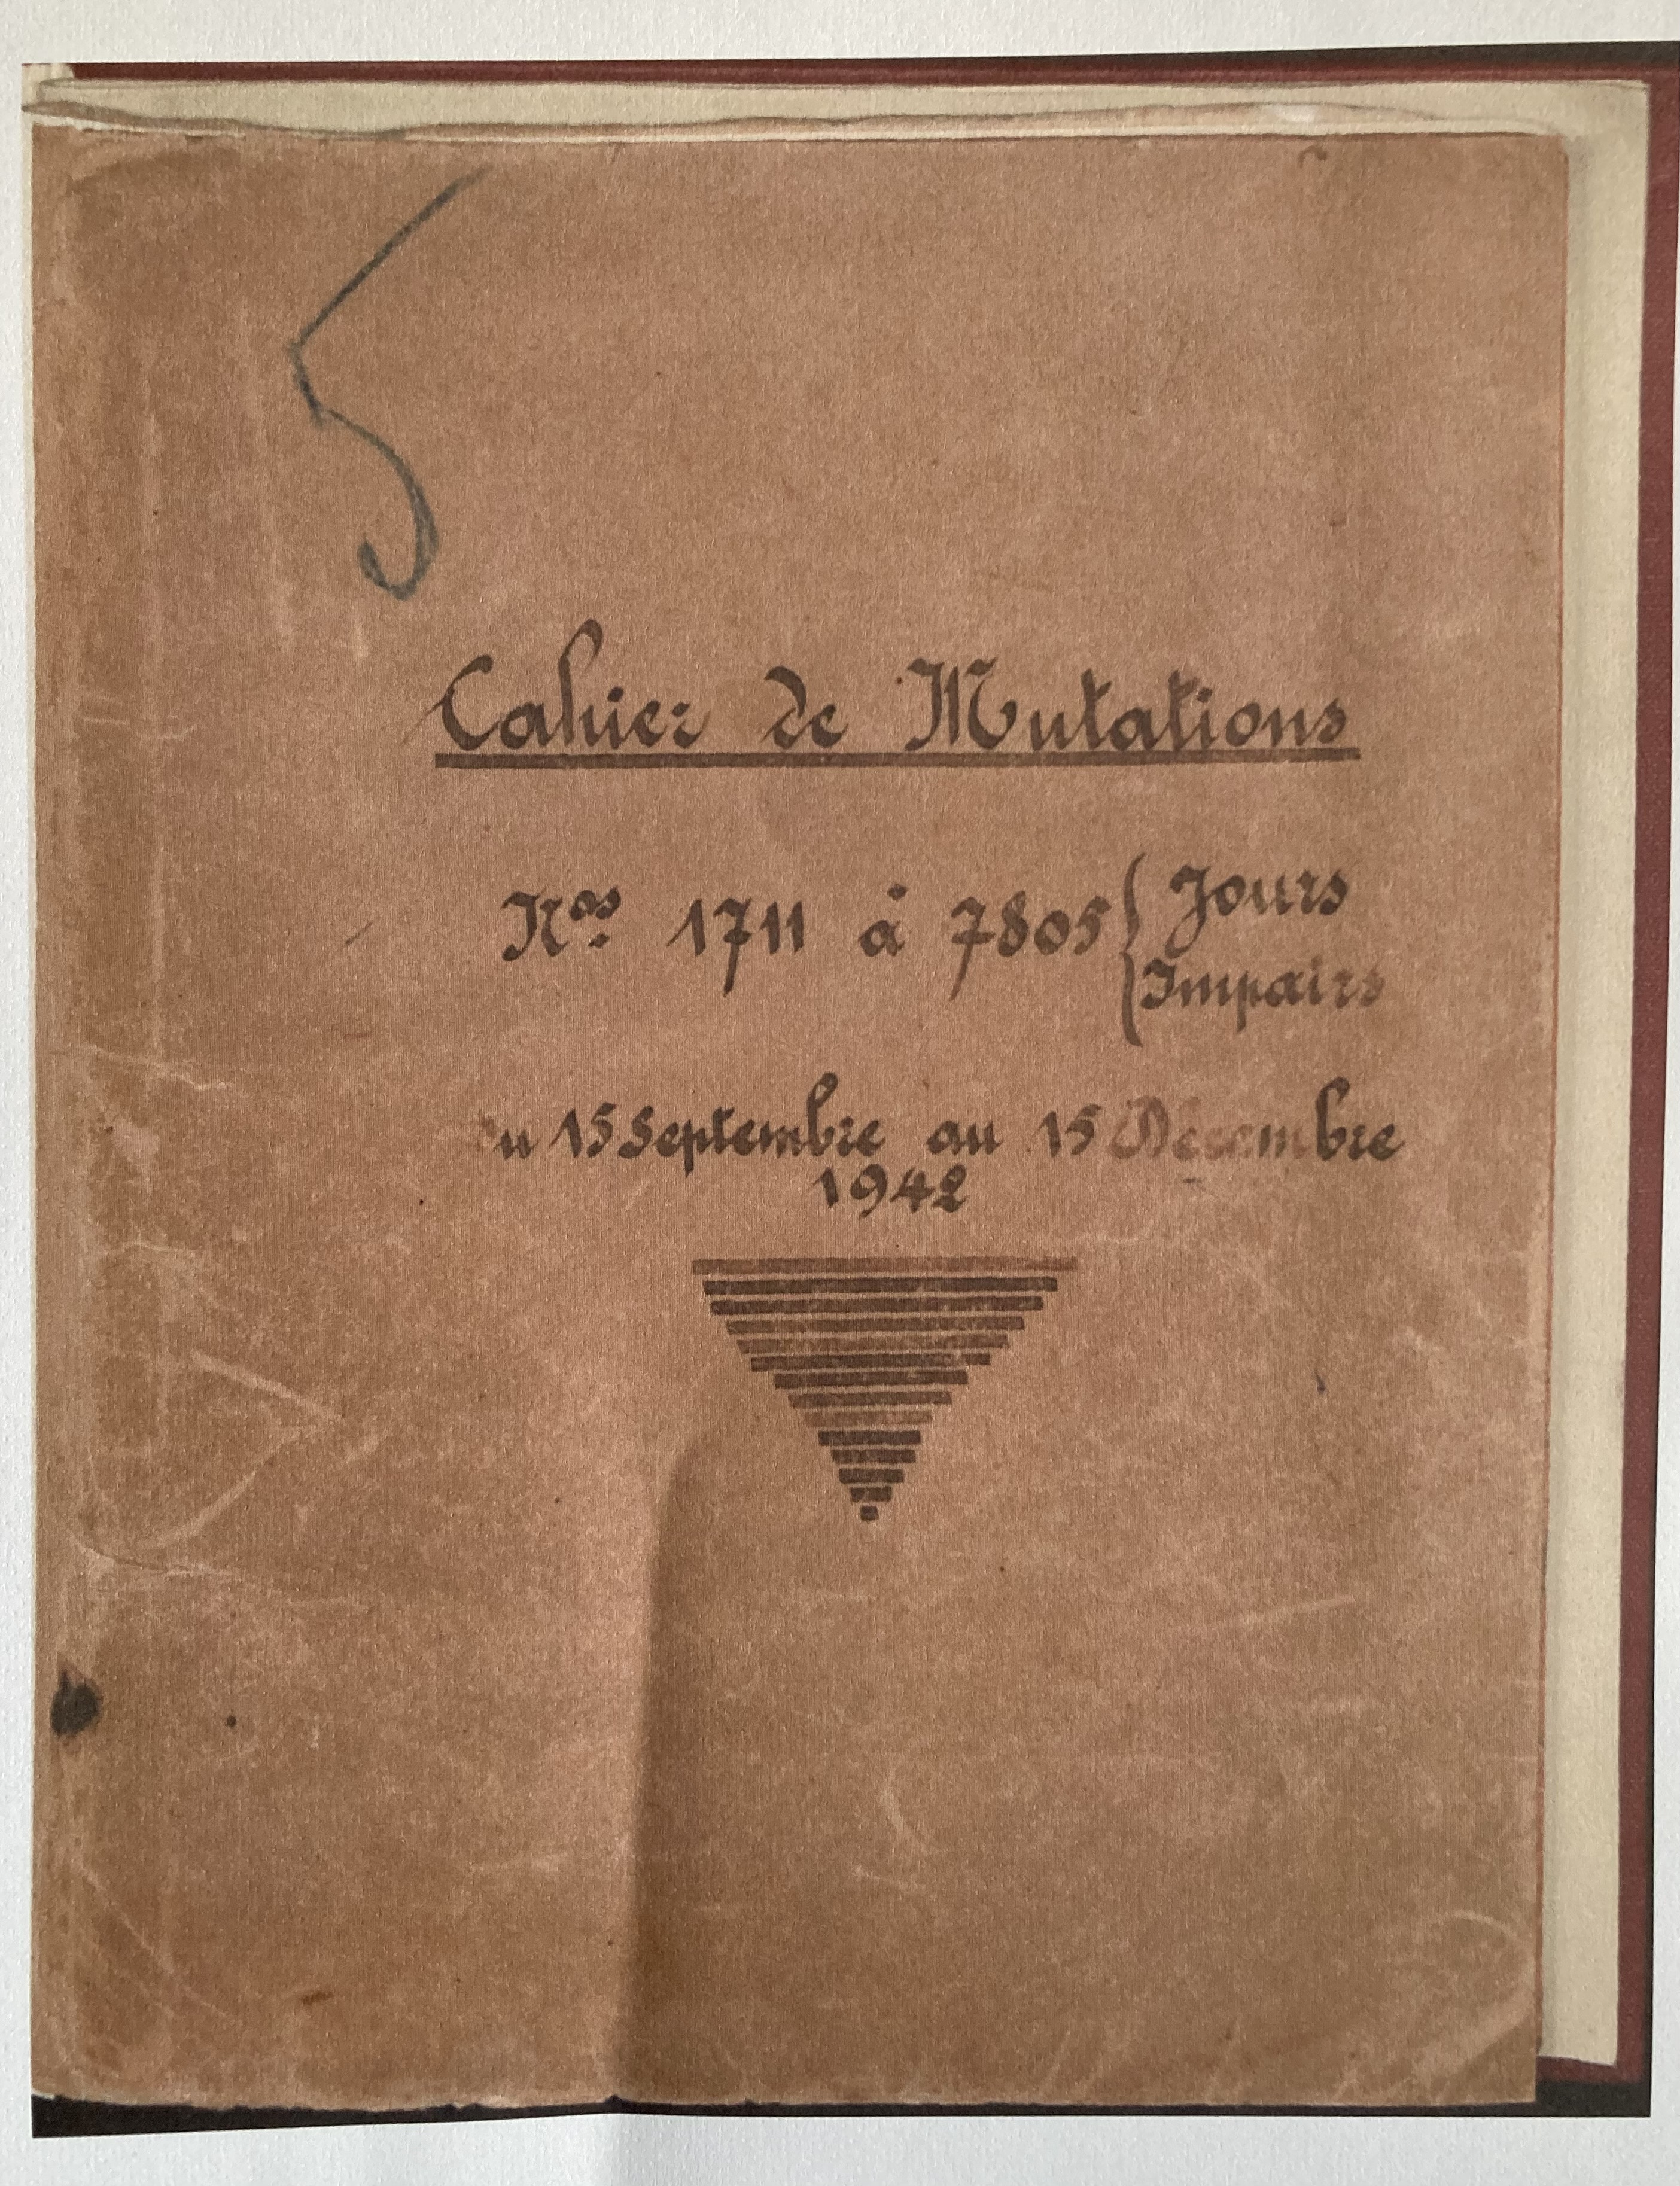 5
Cahier de Mutations
Nos 1711 à 7805 { Jours
Impairs
du 15 Septembre au 15 Décembre
1942